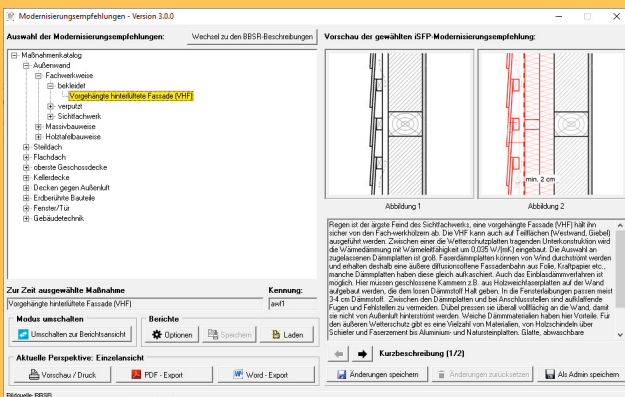 Modernisierungsempfehlungen - Version 3.0.0
Auswahl der Modernisierungsempfehlungen:
Wechsel zu den BBSR-Beschreibungen
Maßnahmenkatalog
Außenwand
Fachwerkweise
bekleidet
Vorgehängte hinterlüftete Fassade (VHF)
verputzt
Sichtfachwerk
Massivbauweise
Holztafelbauweise
Steildach
Flachdach
oberste Geschossdecke
Kellerdecke
Decken gegen Außenluft
Erdberührte Bauteile
Fenster/Tür
Gebäudetechnik
Zur Zeit ausgewählte Maßnahme
Kennung:
Vorgehängte hinterlüftete Fassade (VHF)
awf1
Modus umschalten
Berichte
Umschalten zur Berichtsansicht
Optionen
Speichern
Laden
Aktuelle Perspektive: Einzelansicht
Vorschau / Druck
PDF - Export
Word - Export
Bildquelle: BBSR
Vorschau der gewählten iSFP-Modernisierungsempfehlung:
min. 2 cm
Abbildung 1
Abbildung 2
Regen ist der ärgste Feind des Sichtfachwerks, eine vorgehängte Fassade (VHF) hält ihn
sicher von den Fach-werkhölzern ab. Die VHF kann auch auf Teilflächen (Westwand, Giebel)
ausgeführt werden. Zwischen einer die Wetterschutzplatten tragenden Unterkonstruktion wird
die Wärmedämmung mit Wärmeleitfähigkeit um 0,035 W/(mK) eingebaut. Die Auswahl an
zugelassenen Dämmplatten ist groß. Faserdämmplatten können von Wind durchströmt werden
und erhalten deshalb eine äußere diffusionsoffene Fassadenbahn aus Folie, Kraftpapier etc.,
manche Dämmplatten haben diese gleich aufkaschiert. Auch das Einblasdämmverfahren ist
möglich. Hier müssen geschlossene Kammern z.B. aus Holzweichfaserplatten auf der Wand
aufgebaut werden, die dem losen Dämmstoff Halt geben. In die Fensterlaibungen passen meist
3-4 cm Dämmstoff. Zwischen den Dämmplatten und bei Anschlussstellen sind aufklaffende
Fugen und Fehlstellen zu vermeiden. Dübel pressen sie überall vollflächig an die Wand, damit
sie nicht von Außenluft hinterströmt werden. Weiche Dämmmaterialien haben hier Vorteile. Für
den äußeren Wetterschutz gibt es eine Vielzahl von Materialien, von Holzschindeln über
Schiefer und Faserzement bis Aluminium- und Natursteinplatten. Glatte, abwaschbare
Kurzbeschreibung (1/2)
Änderungen speichern
Änderungen zurücksetzen
Als Admin speichern